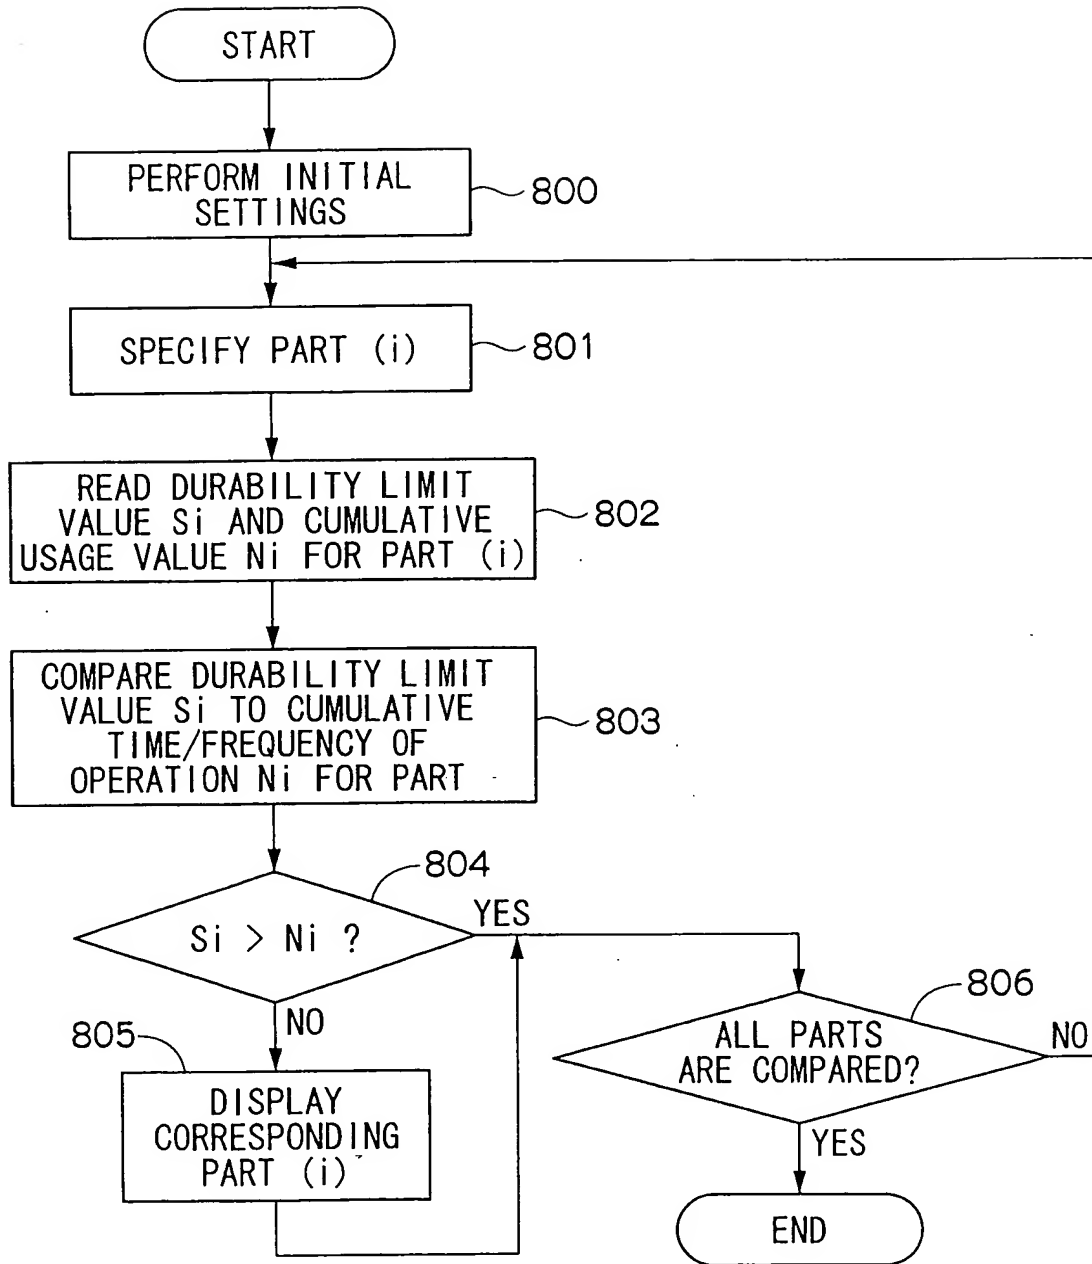 START
PERFORM INITIAL
SETTINGS
800
SPECIFY PART (i)
801
READ DURABILITY LIMIT
VALUE Si AND CUMULATIVE
USAGE VALUE Ni FOR PART (i)
802
COMPARE DURABILITY LIMIT
VALUE Si TO CUMULATIVE
TIME/FREQUENCY OF
OPERATION Ni FOR PART
803
804
Si > Ni ?
YES
NO
805
DISPLAY
CORRESPONDING
PART (i)
806
ALL PARTS
ARE COMPARED?
NO
YES
END